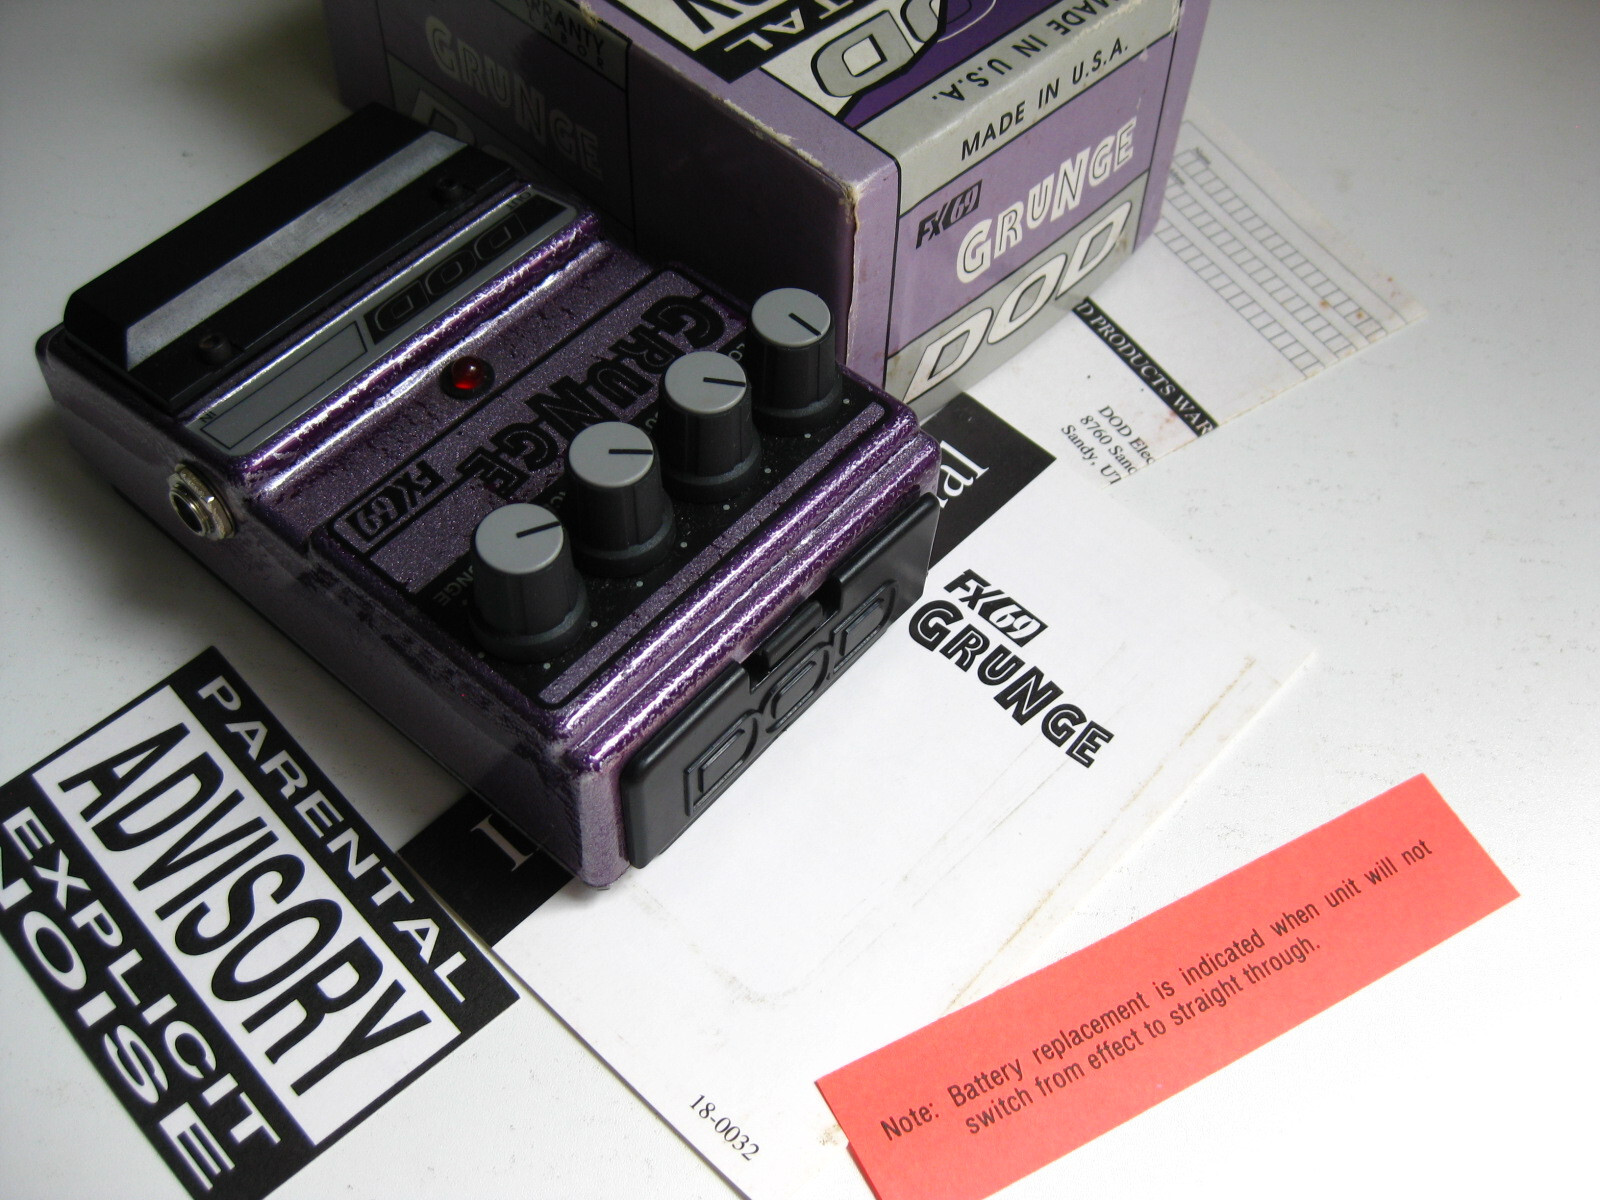 GRUNGE
DOD
MADE IN U.S.A.
MADE IN U.S.A.
FX69
GRUNGE
DOD
DOD
IN
GRUNGE
FX69
DOD
D PRODUCTS WAR
DOD Elec
8760 Sand
Sandy, UT
FX69
GRUNGE
18-0032
PARENTAL
ADVISORY
EXPLICIT
NOISE
Note: Battery replacement is indicated when unit will not
switch from effect to straight through.